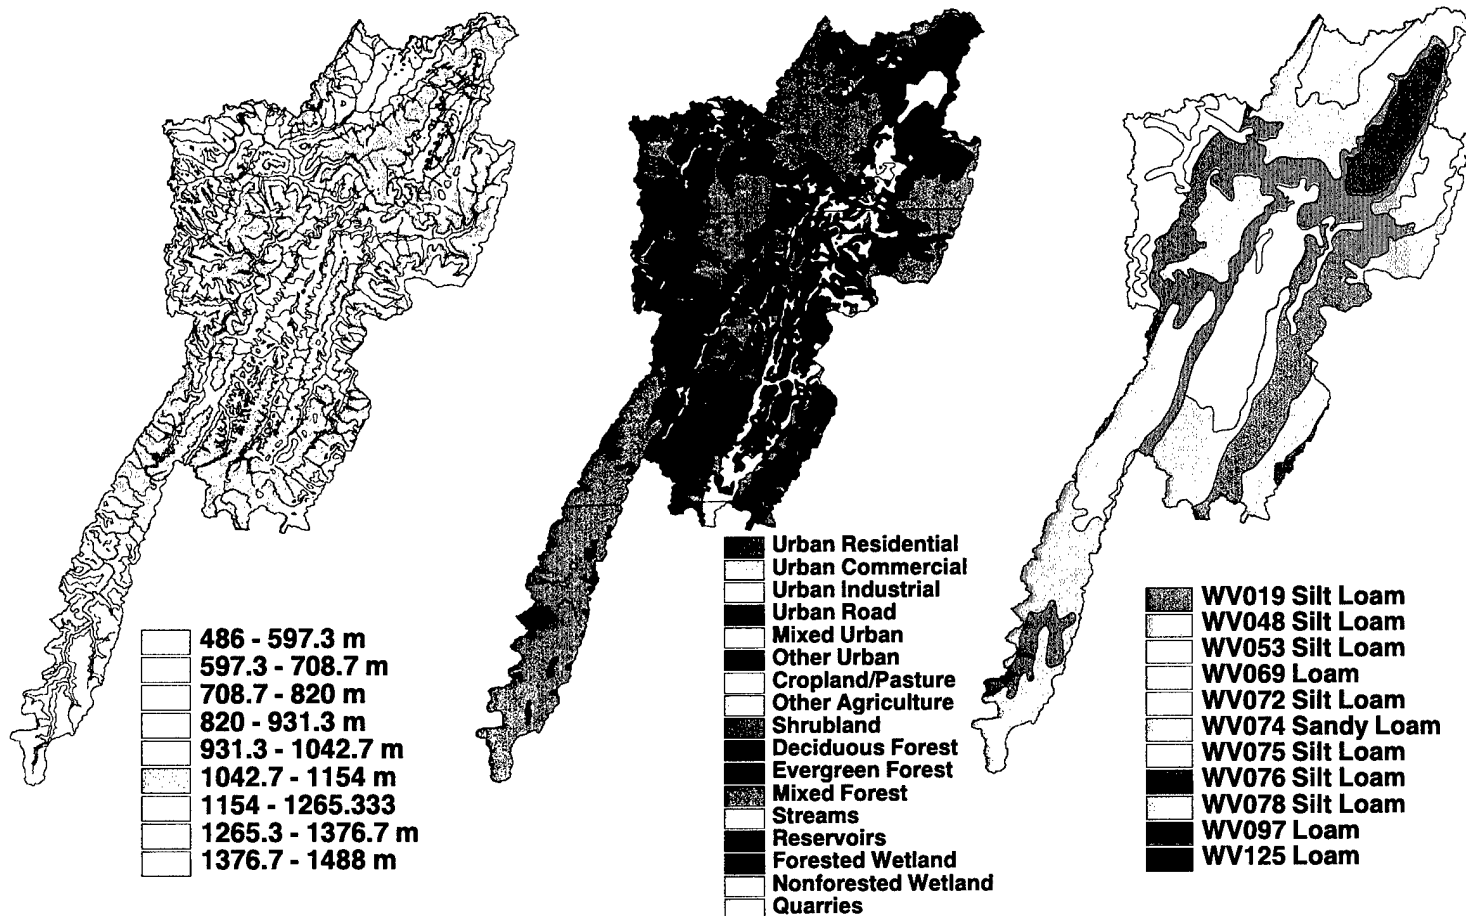 486 - 597.3 m
597.3 - 708.7 m
708.7 - 820 m
820 - 931.3 m
931.3 - 1042.7 m
1042.7 - 1154 m
1154 - 1265.333
1265.3 - 1376.7 m
1376.7 - 1488 m
Urban Residential
Urban Commercial
Urban Industrial
Urban Road
Mixed Urban
Other Urban
Cropland/Pasture
Other Agriculture
Shrubland
Deciduous Forest
Evergreen Forest
Mixed Forest
Streams
Reservoirs
Forested Wetland
Nonforested Wetland
Quarries
WV019 Silt Loam
WV048 Silt Loam
WV053 Silt Loam
WV069 Loam
WV072 Silt Loam
WV074 Sandy Loam
WV075 Silt Loam
WV076 Silt Loam
WV078 Silt Loam
WV097 Loam
WV125 Loam